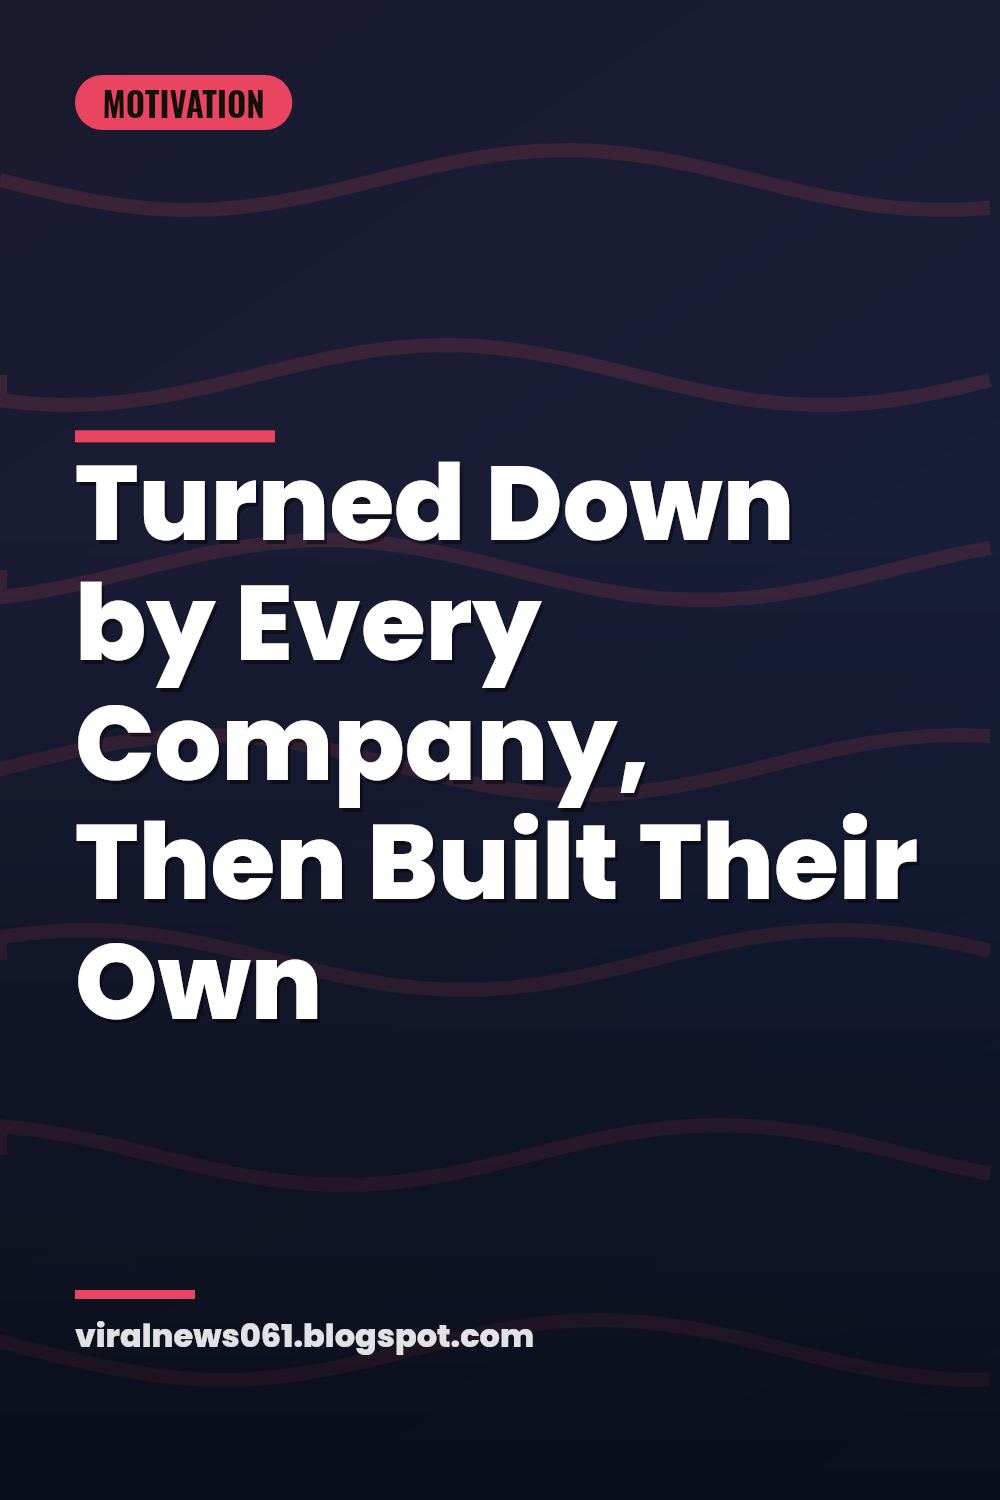 MOTIVATION
Turned Down
by Every
Company,
Then Built Their
Own
viralnews061.blogspot.com